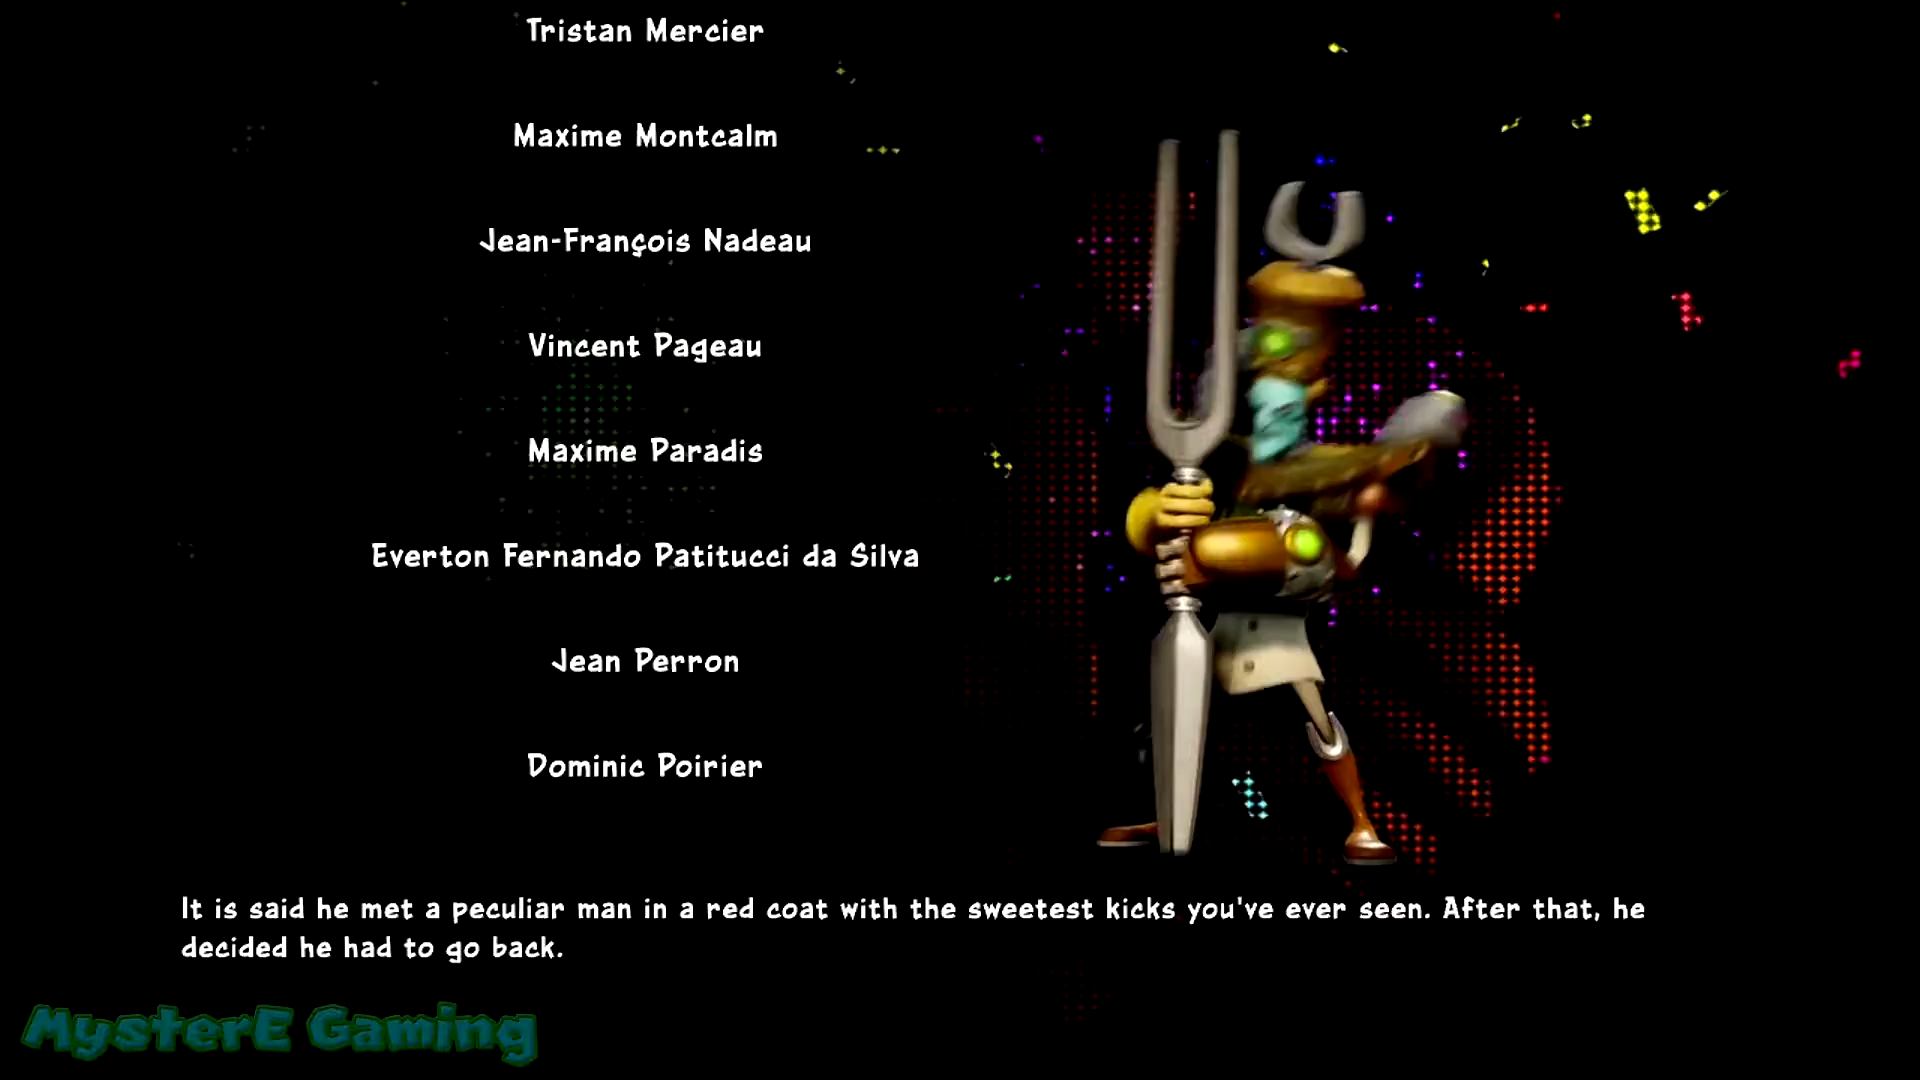 Tristan Mercier
Maxime Montcalm
Jean-François Nadeau
Vincent Pageau
Maxime Paradis
Everton Fernando Patitucci da Silva
Jean Perron
Dominic Poirier
It is said he met a peculiar man in a red coat with the sweetest kicks you've ever seen. After that, he
decided he had to go back.
MysterE Gaming